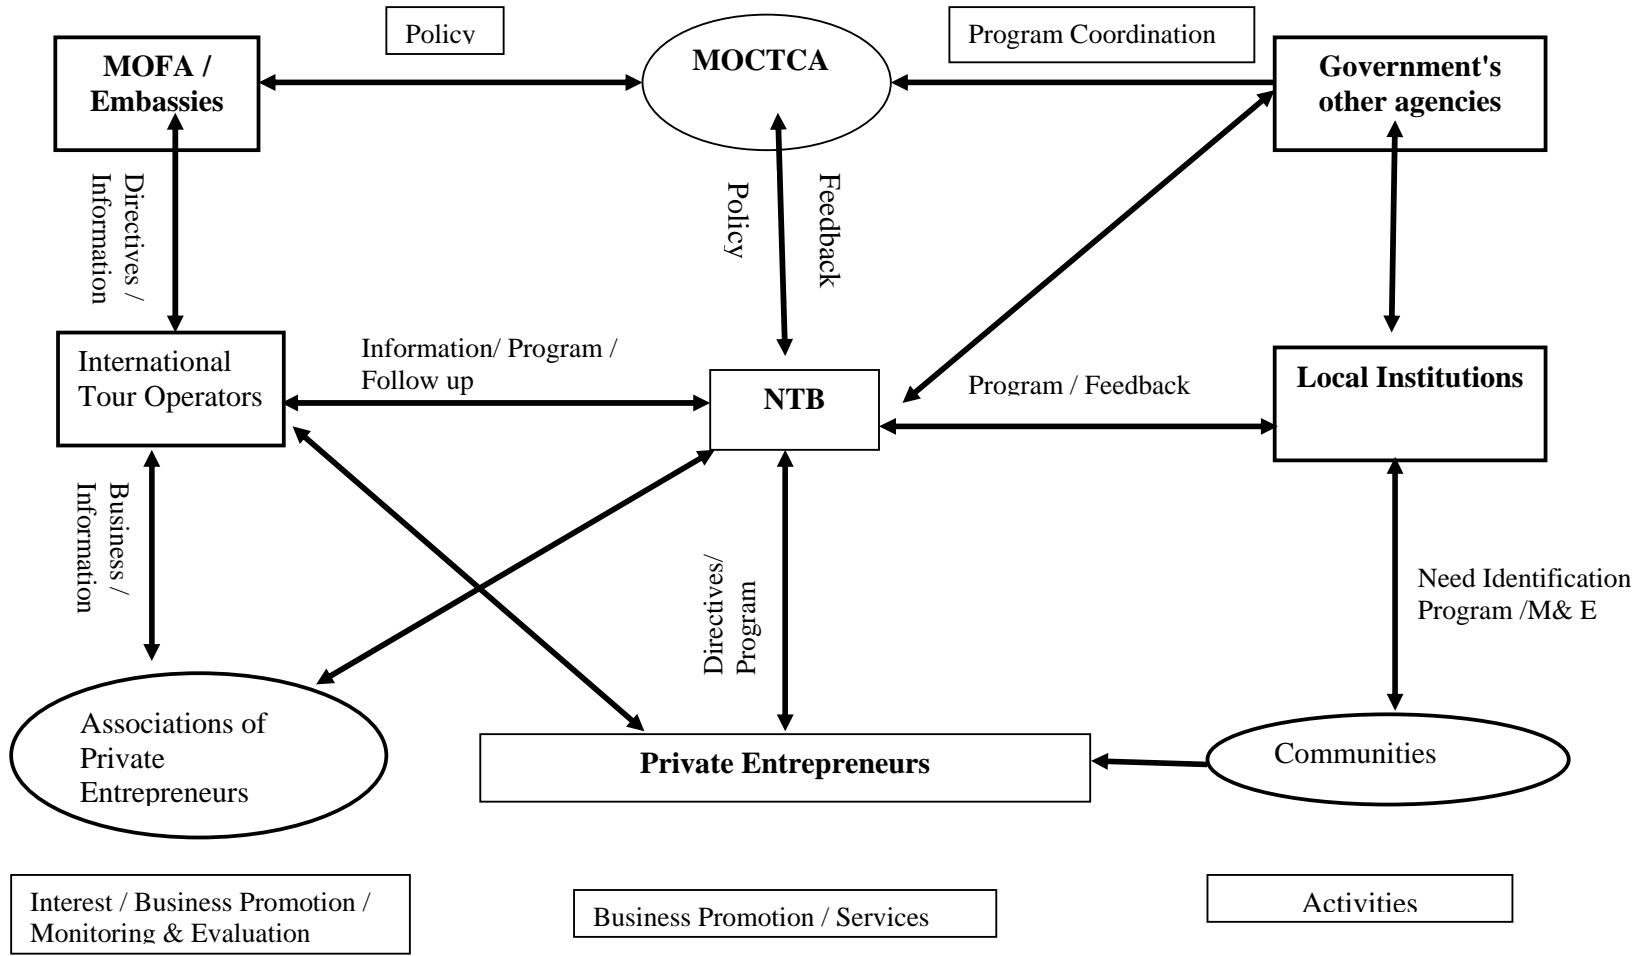 Policy
Program Coordination
MOFA /
Embassies
MOCTCA
Government's
other agencies
Directives /
Information
Policy
Feedback
International
Tour Operators
Information/ Program /
Follow up
NTB
Program / Feedback
Local Institutions
Business /
Information
Directives/
Program
Need Identification
Program /M& E
Associations of
Private
Entrepreneurs
Private Entrepreneurs
Communities
Interest / Business Promotion /
Monitoring & Evaluation
Business Promotion / Services
Activities